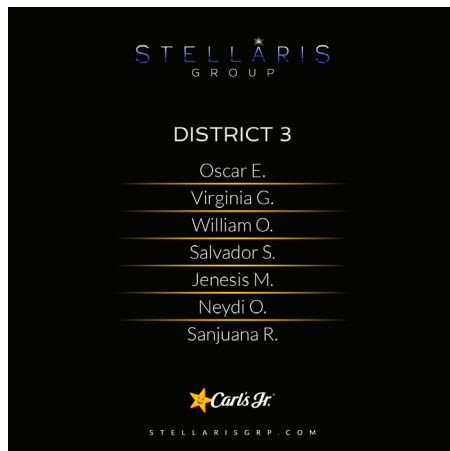 STELLARIS
GROUP
DISTRICT 3
Oscar E.
Virginia G.
William O.
Salvador S.
Jenesis M.
Neydi O.
Sanjuana R.
Carl's Jr.
STELLARISGRP.COM